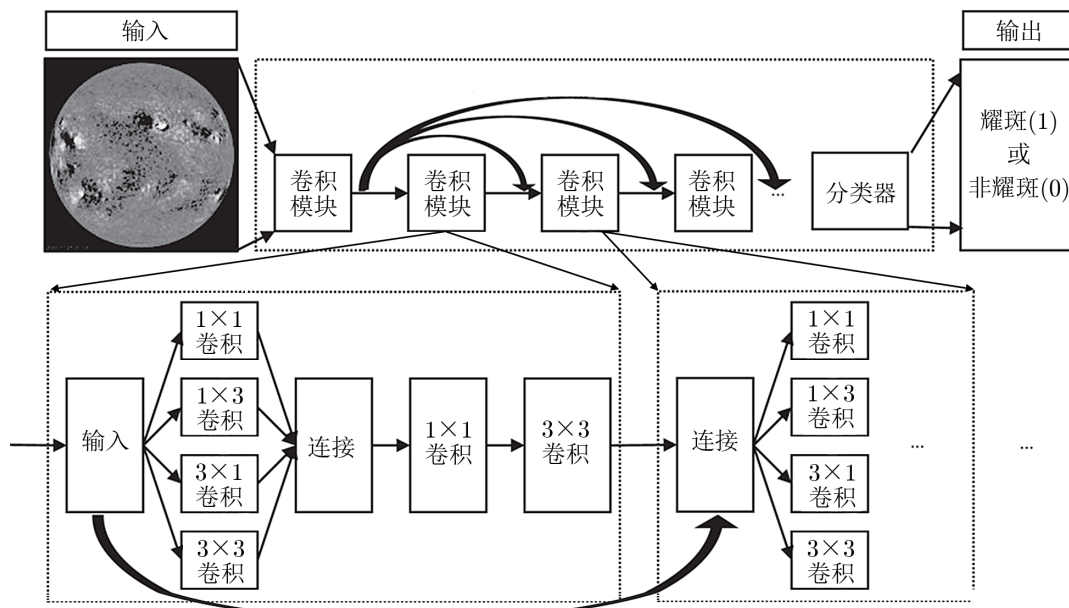 输入
输出
卷积
模块
卷积
模块
卷积
模块
卷积
模块
...
分类器
耀斑(1)
或
非耀斑(0)
输入
1×1
卷积
1×3
卷积
3×1
卷积
3×3
卷积
连接
1×1
卷积
3×3
卷积
连接
1×1
卷积
1×3
卷积
3×1
卷积
3×3
卷积
...
...